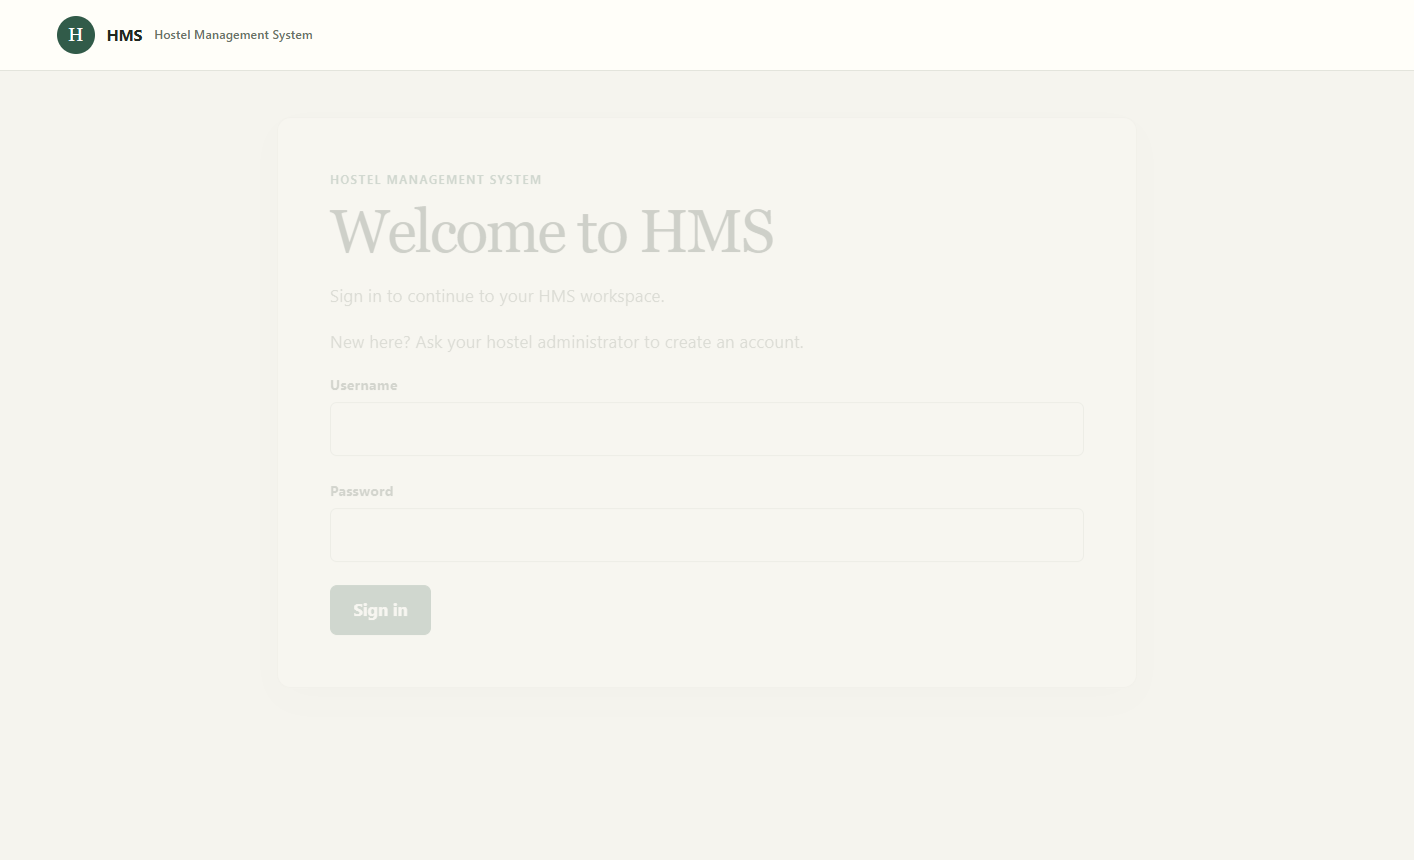 H HMS Hostel Management System
HOSTEL MANAGEMENT SYSTEM
Welcome to HMS
Sign in to continue to your HMS workspace.
New here? Ask your hostel administrator to create an account.
Username
Password
Sign in